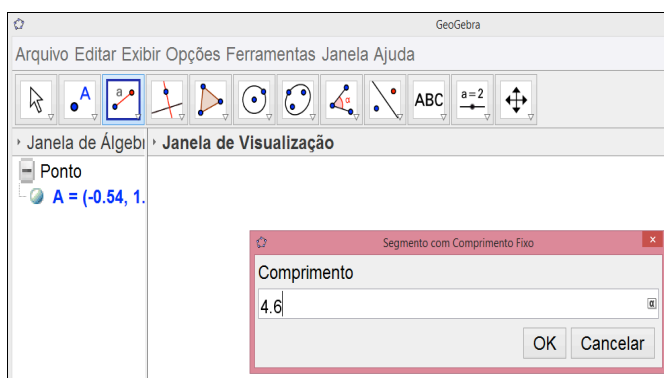 GeoGebra
Arquivo Editar Exibir Opções Ferramentas Janela Ajuda
A a α ABC a=2
Janela de Álgebi Janela de Visualização
Ponto
A = (-0.54, 1.
Segmento com Comprimento Fixo x
Comprimento
4.6 α
OK Cancelar